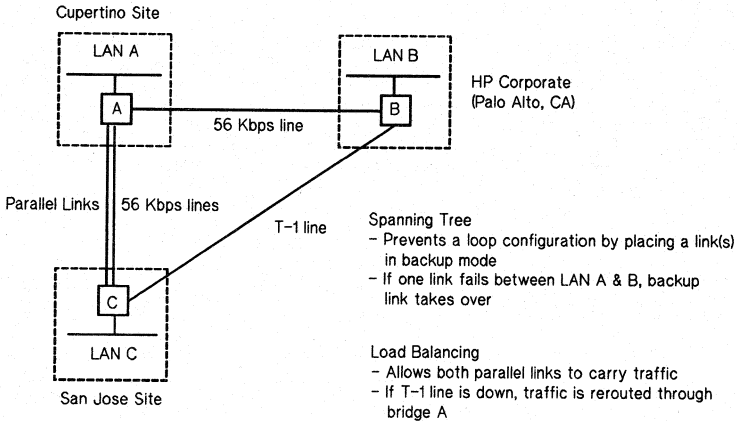 Cupertino Site
LAN A
A
LAN B
B
HP Corporate
(Palo Alto, CA)
56 Kbps line
Parallel Links
56 Kbps lines
T-1 line
C
LAN C
San Jose Site
Spanning Tree
- Prevents a loop configuration by placing a link(s)
in backup mode
- If one link fails between LAN A & B, backup
link takes over
Load Balancing
- Allows both parallel links to carry traffic
- If T-1 line is down, traffic is rerouted through
bridge A